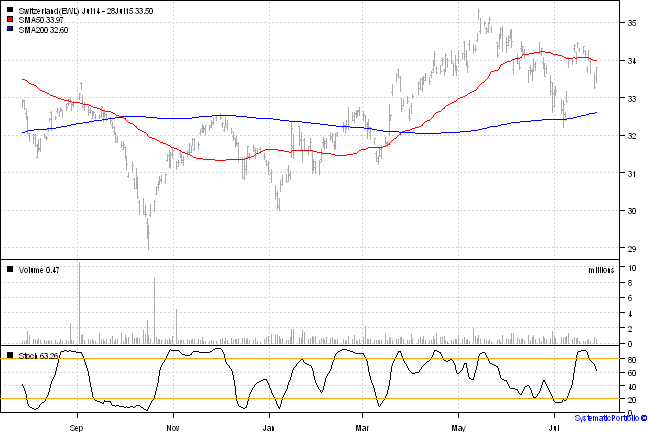 Switzerland(EWL) Jul14 - 28Jul15 33.50
SMA50 33.97
SMA200 32.60
35
34
33
32
31
30
29
Volume 0.47
millions
10
8
6
4
2
0
Stoch 63.26
80
60
40
20
0
Sep
Nov
Jan
Mar
May
Jul
SystematicPortfolio ©